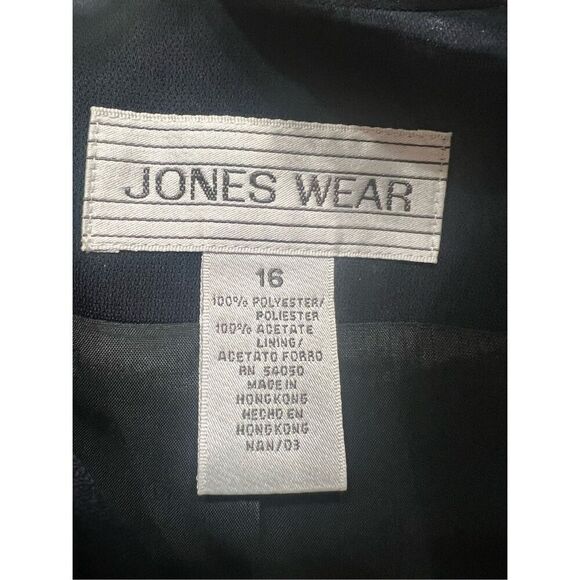 JONES WEAR
16
100% POLYESTER/
POLIESTER
100% ACETATE
LINING/
ACETATO FORRO
RN 54050
MADE IN
HONGKONG
HECHO EN
HONGKONG
NAN/03